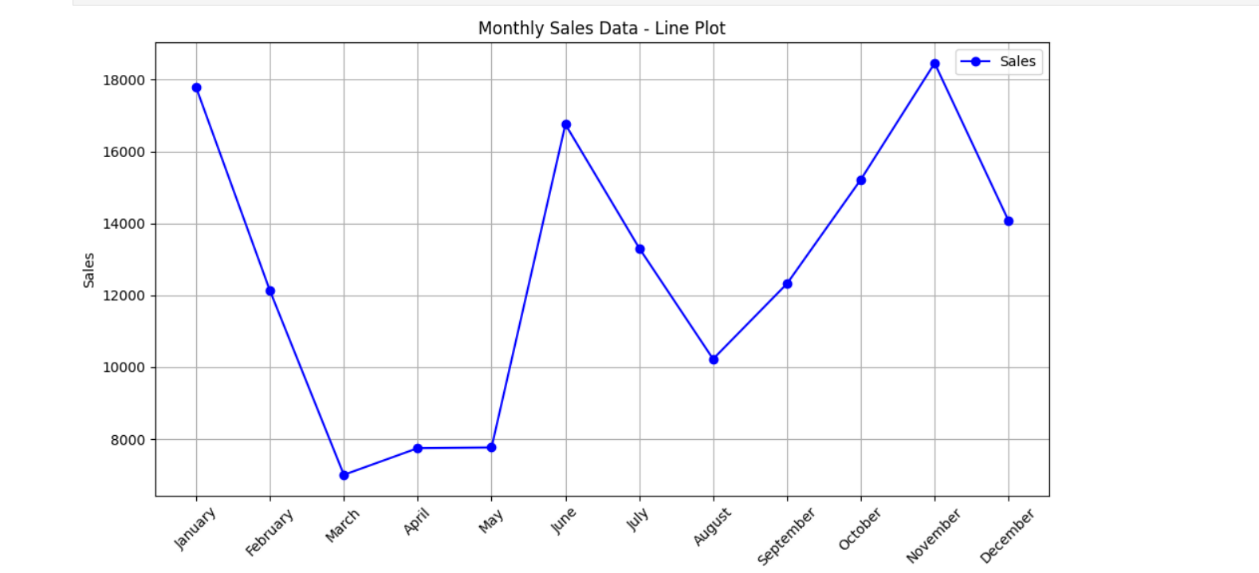 Monthly Sales Data - Line Plot
Sales
18000
16000
14000
12000
10000
8000
Sales
January
February
March
April
May
June
July
August
September
October
November
December